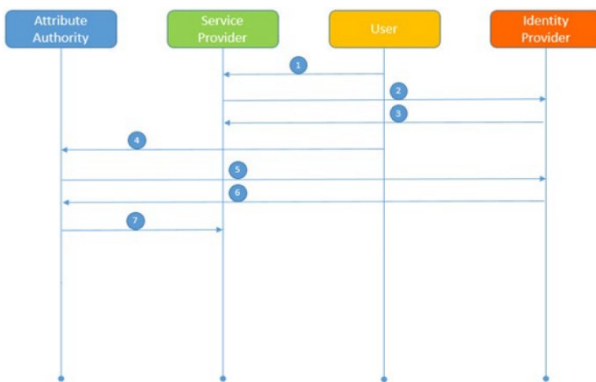 Attribute
Authority
Service
Provider
User
Identity
Provider
1
2
3
4
5
6
7